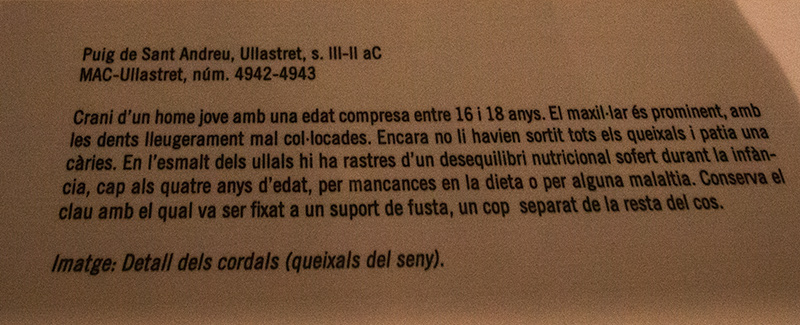 Puig de Sant Andreu, Ullastret, s. III-II aC
MAC-Ullastret, núm. 4942-4943
Crani d'un home jove amb una edat compresa entre 16 i 18 anys. El maxil·lar és prominent, amb
les dents lleugerament mal col·locades. Encara no li havien sortit tots els queixals i patia una
càries. En l'esmalt dels ullals hi ha rastres d'un desequilibri nutricional sofert durant la infàn-
cia, cap als quatre anys d'edat, per mancances en la dieta o per alguna malaltia. Conserva el
clau amb el qual va ser fixat a un suport de fusta, un cop separat de la resta del cos.
Imatge: Detall dels cordals (queixals del seny).